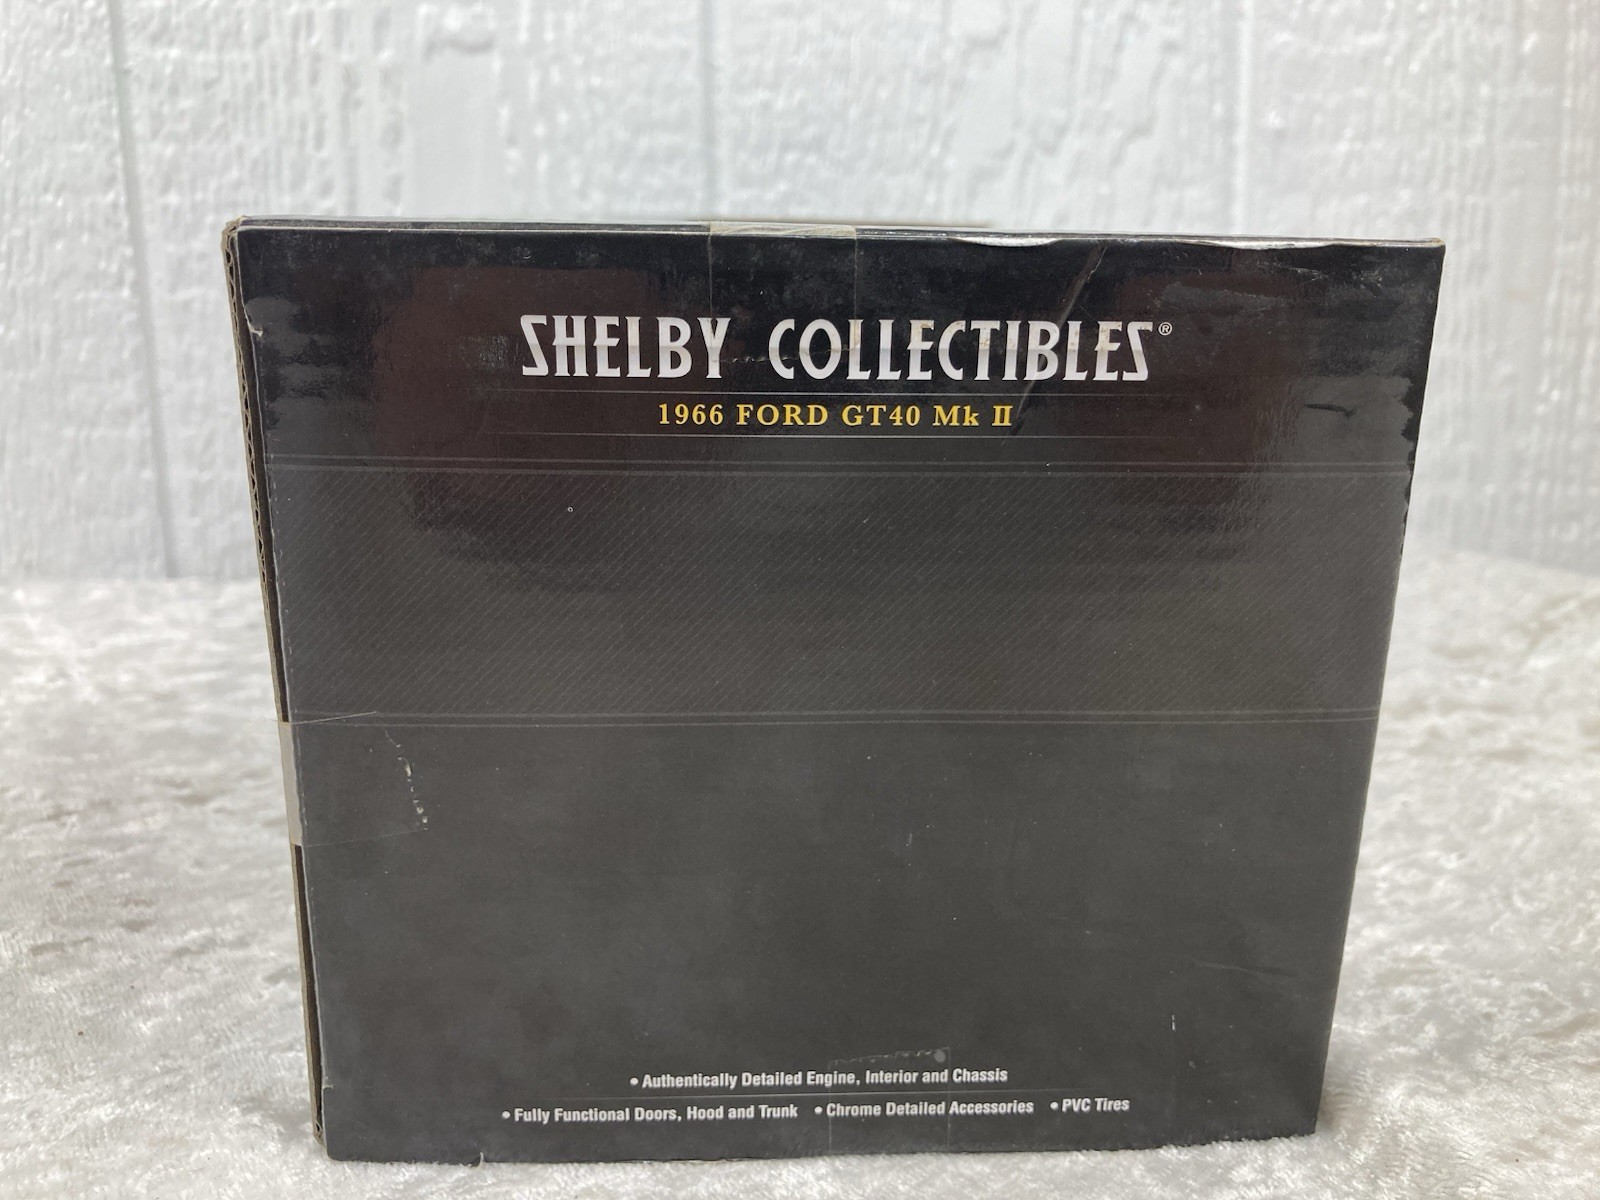 SHELBY COLLECTIBLES®
1966 FORD GT40 Mk II
• Authentically Detailed Engine, Interior and Chassis
• Fully Functional Doors, Hood and Trunk • Chrome Detailed Accessories • PVC Tires